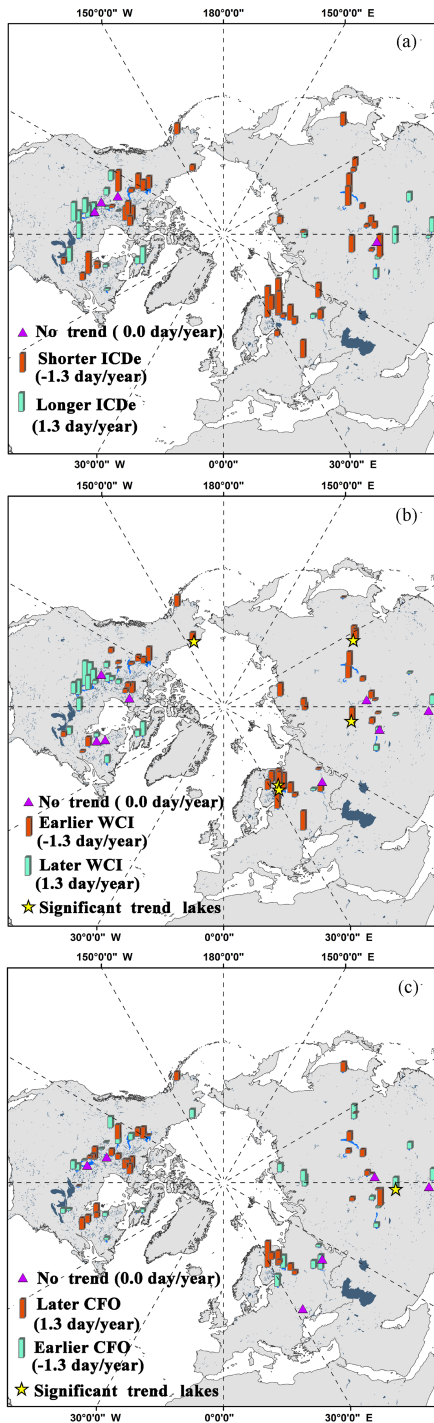 150°0'0" W 180°0'0" 150°0'0" E
(a)
No trend ( 0.0 day/year)
Shorter ICDe
(-1.3 day/year)
Longer ICDe
(1.3 day/year)
30°0'0" W 0°0'0" 30°0'0" E
150°0'0" W 180°0'0" 150°0'0" E
(b)
No trend ( 0.0 day/year)
Earlier WCI
(-1.3 day/year)
Later WCI
(1.3 day/year)
Significant trend lakes
30°0'0" W 0°0'0" 30°0'0" E
150°0'0" W 180°0'0" 150°0'0" E
(c)
No trend (0.0 day/year)
Later CFO
(1.3 day/year)
Earlier CFO
(-1.3 day/year)
Significant trend lakes
30°0'0" W 0°0'0" 30°0'0" E